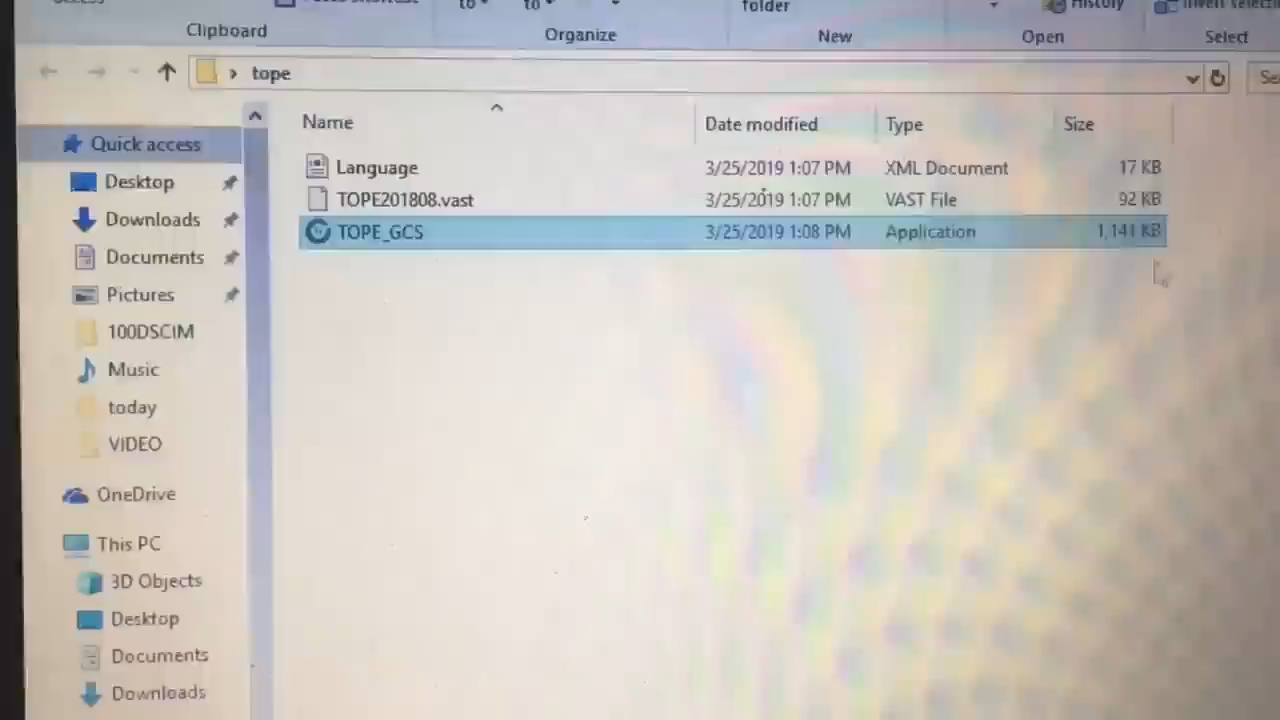 to
to
folder
History
Clipboard
Organize
New
Open
Select
tope
Name
Date modified
Type
Size
Language
3/25/2019 1:07 PM
XML Document
17 KB
TOPE201808.vast
3/25/2019 1:07 PM
VAST File
92 KB
TOPE_GCS
3/25/2019 1:08 PM
Application
1,141 KB
Quick access
Desktop
Downloads
Documents
Pictures
100DSCIM
Music
today
VIDEO
OneDrive
This PC
3D Objects
Desktop
Documents
Downloads